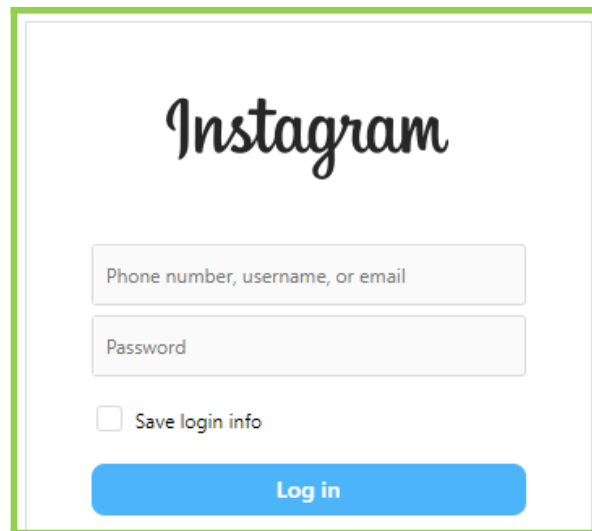 Instagram
Phone number, username, or email
Password
Save login info
Log in